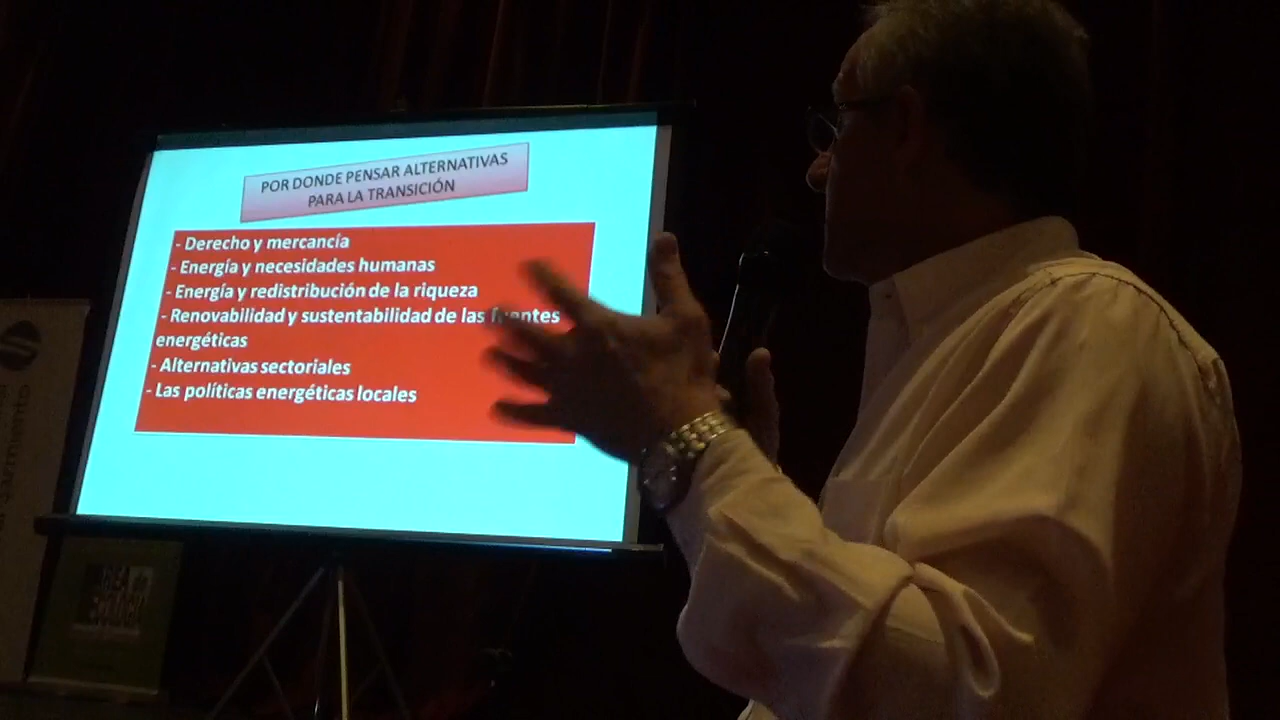 POR DONDE PENSAR ALTERNATIVAS
PARA LA TRANSICIÓN
- Derecho y mercancía
- Energía y necesidades humanas
- Energía y redistribución de la riqueza
- Renovabilidad y sustentabilidad de las fuentes
energéticas
- Alternativas sectoriales
- Las políticas energéticas locales